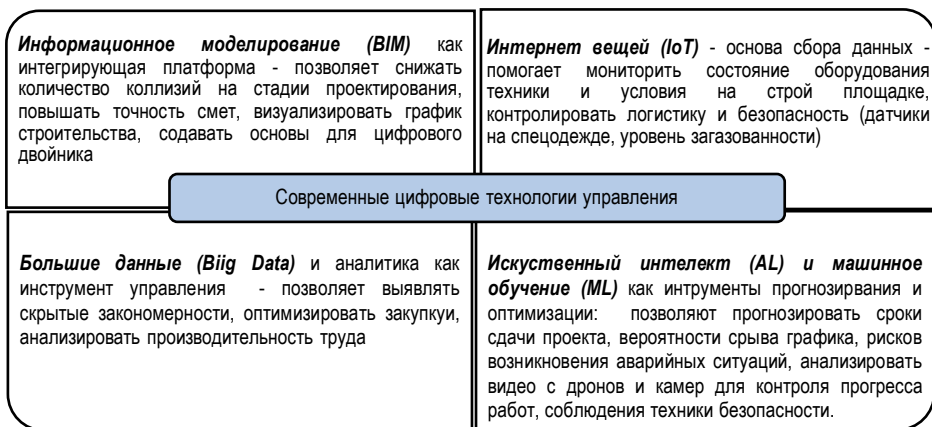 Информационное моделирование (BIM) как
интегрирующая платформа - позволяет снижать
количество коллизий на стадии проектирования,
повышать точность смет, визуализировать график
строительства, содавать основы для цифрового
двойника
Интернет вещей (IoT) - основа сбора данных -
помогает мониторить состояние оборудования
техники и условия на строй площадке,
контролировать логистику и безопасность (датчики
на спецодежде, уровень загазованности)
Современные цифровые технологии управления
Большие данные (Biig Data) и аналитика как
инструмент управления - позволяет выявлять
скрытые закономерности, оптимизировать закупкуи,
анализировать производительность труда
Искуственный интелект (AL) и машинное
обучение (ML) как интрументы прогнозирвания и
оптимизации: позволяют прогнозировать сроки
сдачи проекта, вероятности срыва графика, рисков
возникновения аварийных ситуаций, анализировать
видео с дронов и камер для контроля прогресса
работ, соблюдения техники безопасности.